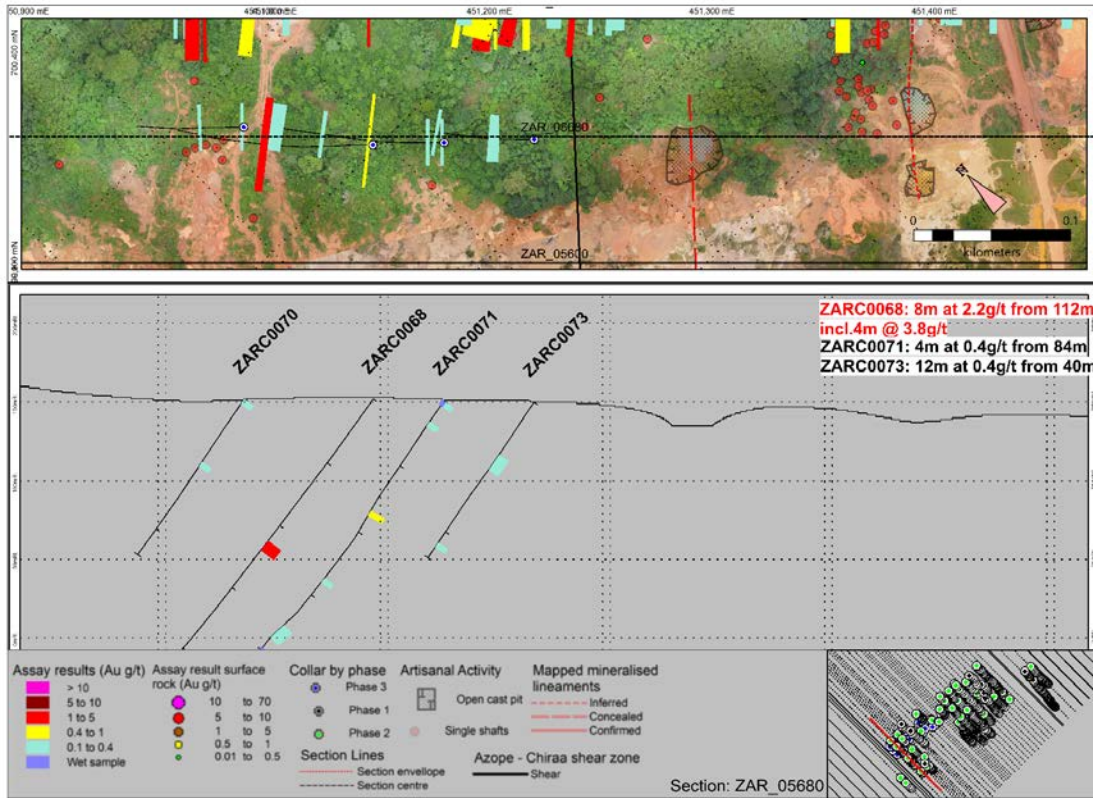 451,200 mE
451,300 mE
451,400 mE
700,400 mN
ZAR_05680
N
0
0.1
kilometers
ZAR_05600
ZARC0070
ZARC0068
ZARC0071
ZARC0073
ZARC0068: 8m at 2.2g/t from 112m
incl.4m @ 3.8g/t
ZARC0071: 4m at 0.4g/t from 84m
ZARC0073: 12m at 0.4g/t from 40m
Assay results (Au g/t)
> 10
5 to 10
1 to 5
0.4 to 1
0.1 to 0.4
Wet sample
Assay result surface
rock (Au g/t)
10 to 70
5 to 10
1 to 5
0.5 to 1
0.01 to 0.5
Collar by phase
Phase 3
Phase 1
Phase 2
Section Lines
Section envelope
Section centre
Artisanal Activity
Open cast pit
Single shafts
Azope - Chiraa shear zone
Shear
Mapped mineralised
lineaments
Inferred
Concealed
Confirmed
Section: ZAR_05680